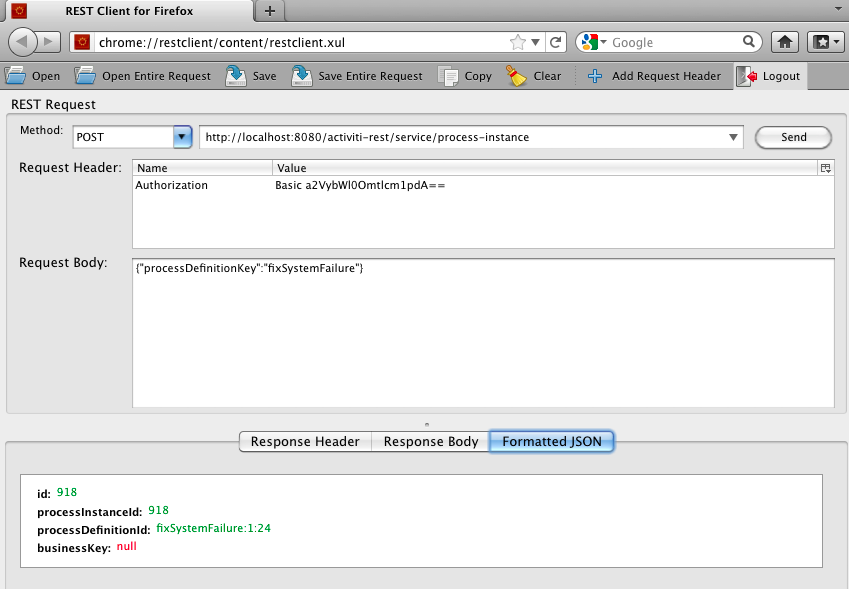 REST Client for Firefox
chrome://restclient/content/restclient.xul
Google
Open Open Entire Request Save Save Entire Request Copy Clear Add Request Header Logout
REST Request
Method: POST http://localhost:8080/activiti-rest/service/process-instance Send
Request Header: Name Value
Authorization Basic a2VybWl0Omtlcm1pdA==
Request Body: {"processDefinitionKey":"fixSystemFailure"}
Response Header Response Body Formatted JSON
id: 918
processInstanceId: 918
processDefinitionId: fixSystemFailure:1:24
businessKey: null